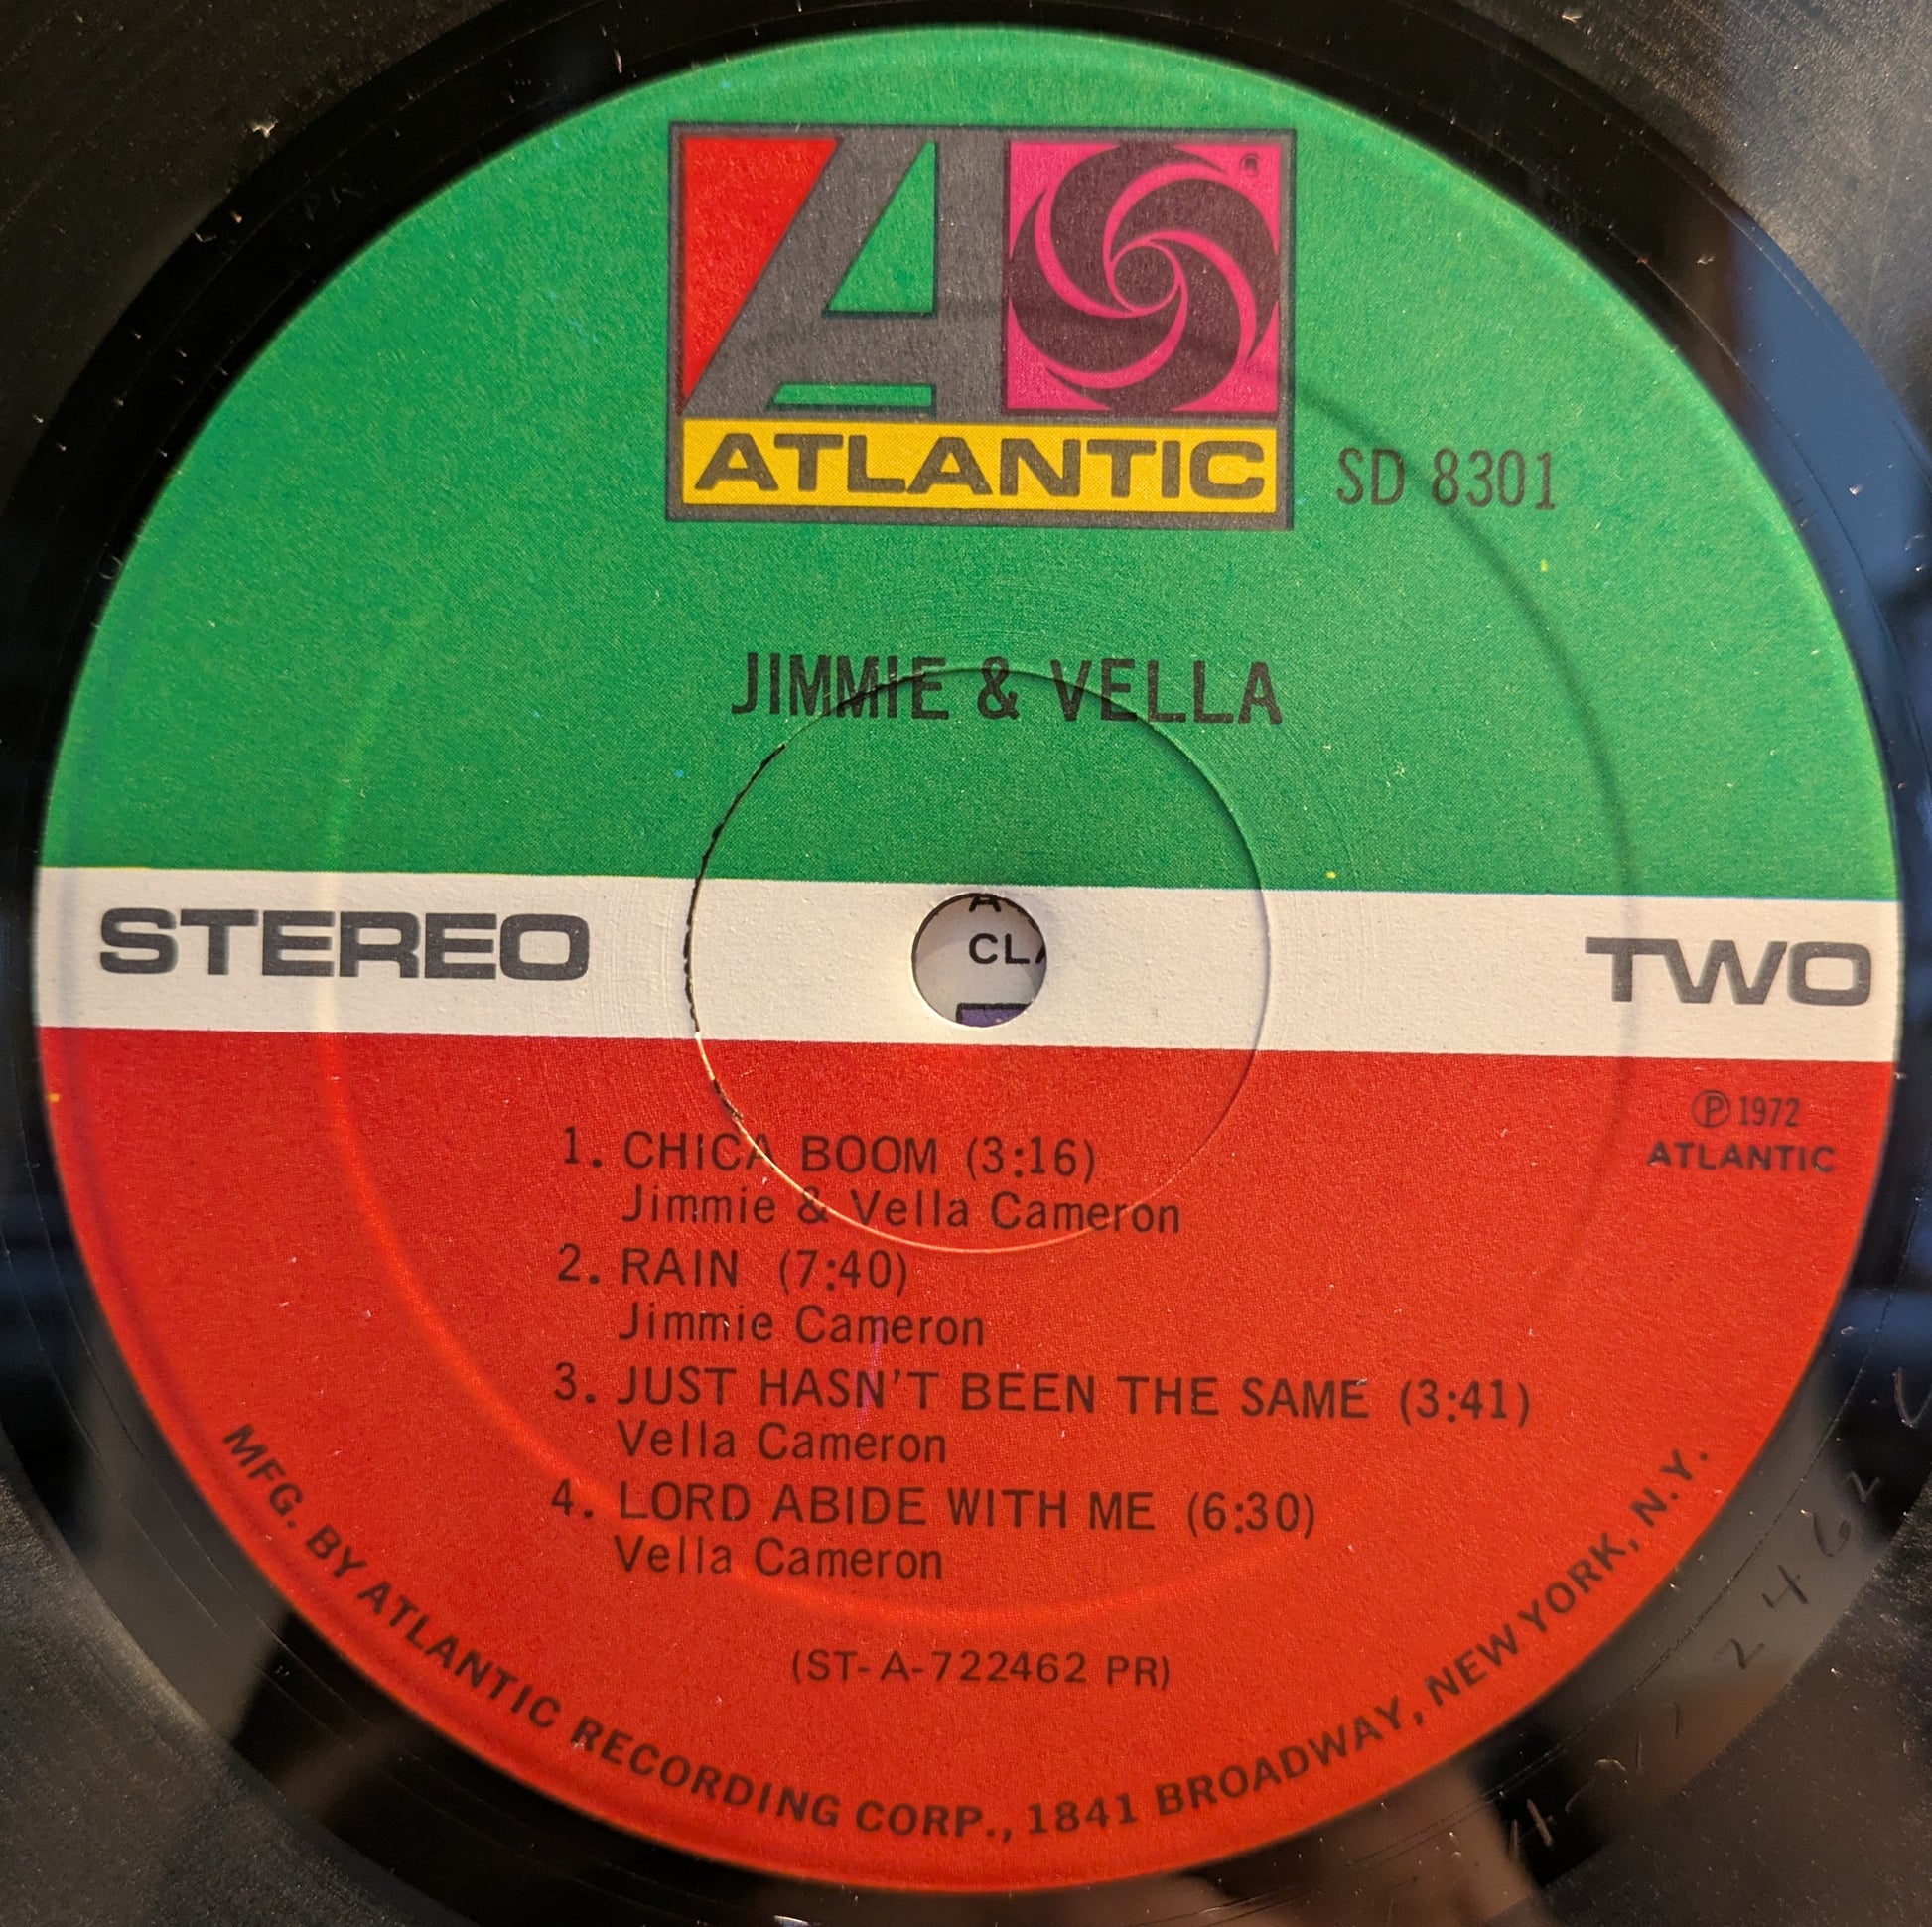 ATLANTIC
SD 8301
JIMMIE & VELLA
STEREO
CLA
TWO
℗ 1972
ATLANTIC
1. CHICA BOOM (3:16)
Jimmie & Vella Cameron
2. RAIN (7:40)
Jimmie Cameron
3. JUST HASN'T BEEN THE SAME (3:41)
Vella Cameron
4. LORD ABIDE WITH ME (6:30)
Vella Cameron
(ST-A-722462 PR)
MFG. BY ATLANTIC RECORDING CORP., 1841 BROADWAY, NEW YORK, N.Y.